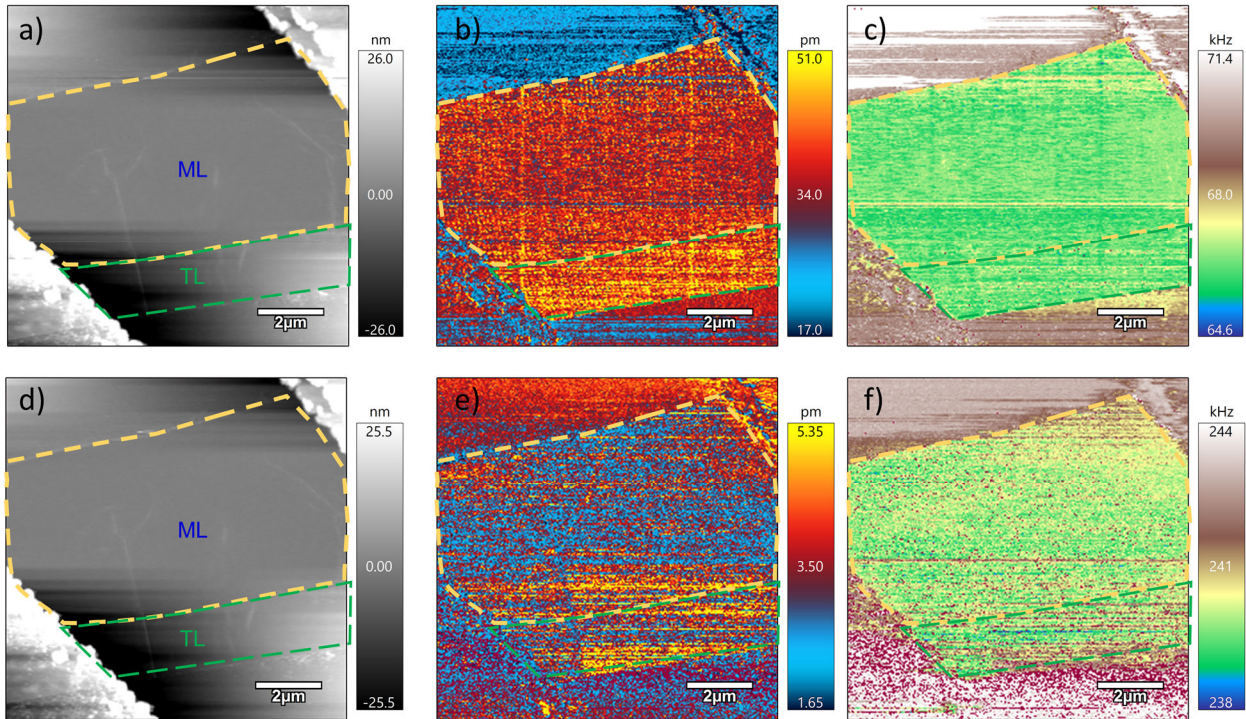 a)
nm
26.0
0.00
-26.0
ML
TL
2μm
b)
pm
51.0
34.0
17.0
2μm
c)
kHz
71.4
68.0
64.6
2μm
d)
nm
25.5
0.00
-25.5
ML
TL
2μm
e)
pm
5.35
3.50
1.65
2μm
f)
kHz
244
241
238
2μm